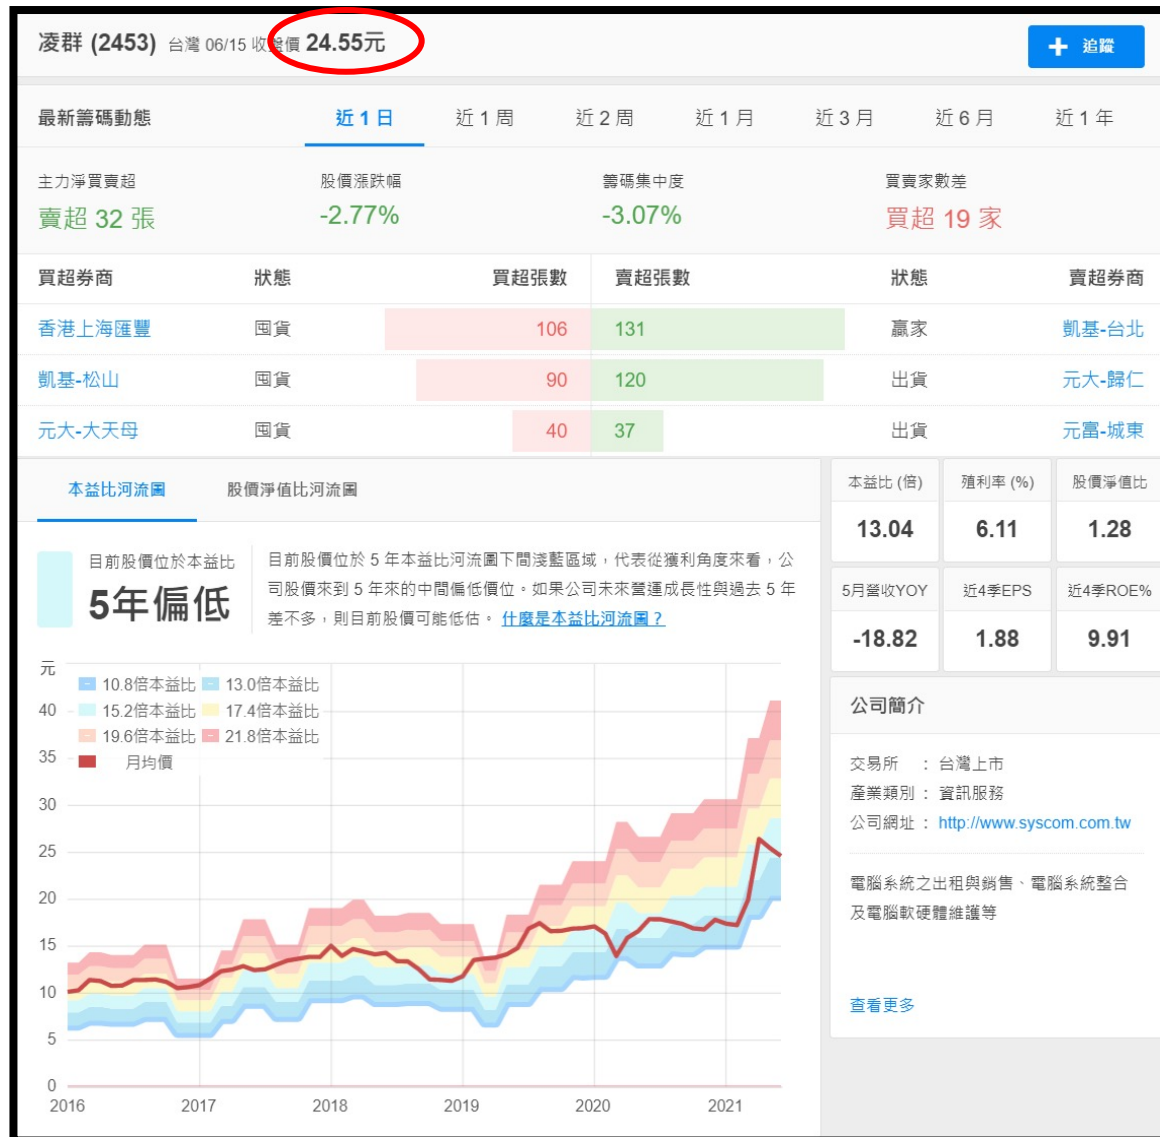 凌群 (2453) 台灣 06/15 收盤價 24.55元
追蹤
最新籌碼動態 近 1 日 近 1 周 近 2 周 近 1 月 近 3 月 近 6 月 近 1 年
主力淨買賣超 股價漲跌幅 籌碼集中度 買賣家數差
賣超 32 張 -2.77% -3.07% 買超 19 家
買超券商 狀態 買超張數 賣超張數 狀態 賣超券商
香港上海匯豐 囤貨 106 131 贏家 凱基-台北
凱基-松山 囤貨 90 120 出貨 元大-歸仁
元大-大天母 囤貨 40 37 出貨 元富-城東
本益比河流圖 股價淨值比河流圖
目前股價位於本益比
5年偏低
目前股價位於 5 年本益比河流圖下間淺藍區域，代表從獲利角度來看，公
司股價來到 5 年來的中間偏低價位。如果公司未來營運成長性與過去 5 年
差不多，則目前股價可能低估。 什麼是本益比河流圖？
元
10.8倍本益比 13.0倍本益比
15.2倍本益比 17.4倍本益比
19.6倍本益比 21.8倍本益比
月均價
40
35
30
25
20
15
10
5
0
2016 2017 2018 2019 2020 2021
本益比 (倍) 殖利率 (%) 股價淨值比
13.04 6.11 1.28
5月營收YOY 近4季EPS 近4季ROE%
-18.82 1.88 9.91
公司簡介
交易所 ： 台灣上市
產業類別 ： 資訊服務
公司網址 ： http://www.syscom.com.tw
電腦系統之出租與銷售、電腦系統整合
及電腦軟硬體維護等
查看更多